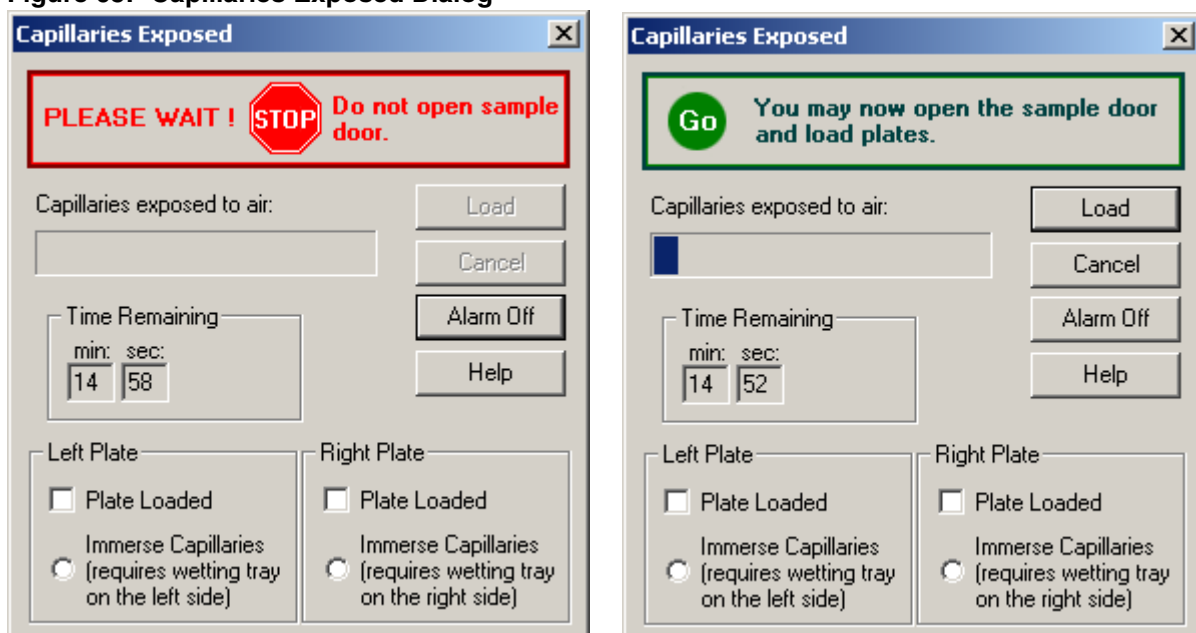 Capillaries Exposed
PLEASE WAIT ! STOP Do not open sample
door.
Capillaries exposed to air:
Load
Cancel
Time Remaining
Alarm Off
min: sec:
14 58
Help
Left Plate
Right Plate
Plate Loaded
Plate Loaded
Immerse Capillaries
(requires wetting tray
on the left side)
Immerse Capillaries
(requires wetting tray
on the right side)
Capillaries Exposed
Go You may now open the sample door
and load plates.
Capillaries exposed to air:
Load
Cancel
Time Remaining
Alarm Off
min: sec:
14 52
Help
Left Plate
Right Plate
Plate Loaded
Plate Loaded
Immerse Capillaries
(requires wetting tray
on the left side)
Immerse Capillaries
(requires wetting tray
on the right side)